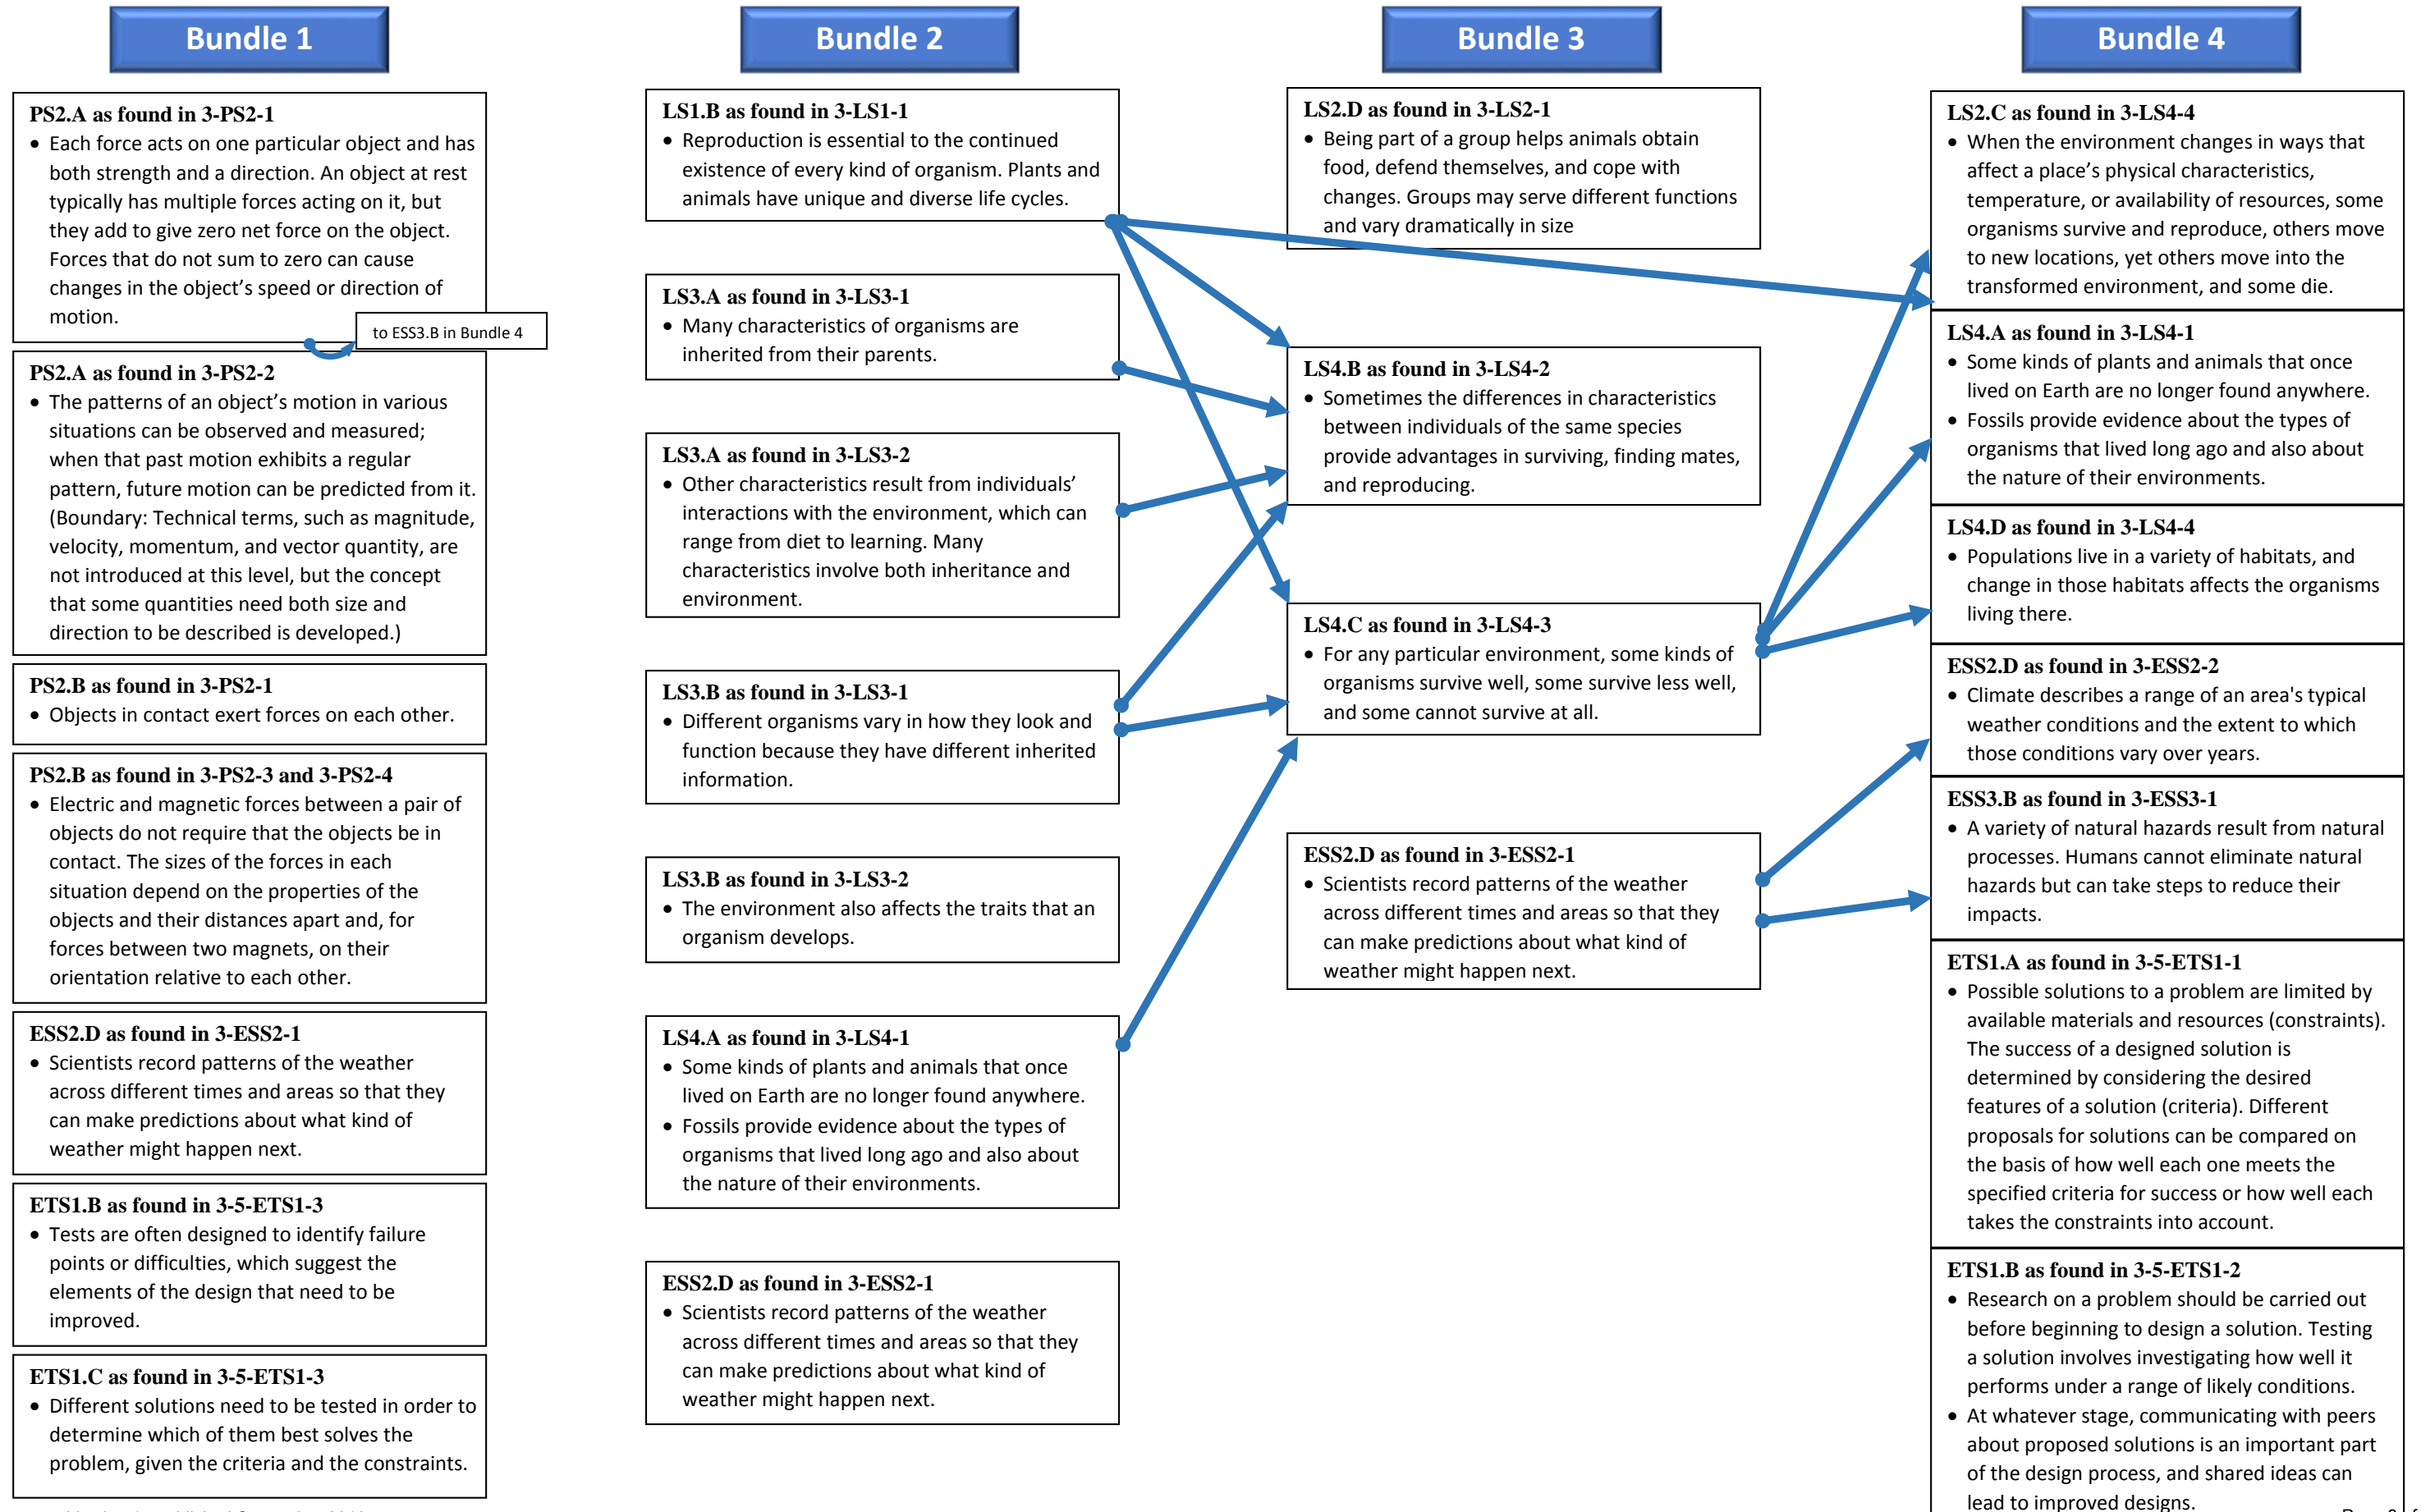 Bundle 1
PS2.A as found in 3-PS2-1
• Each force acts on one particular object and has
both strength and a direction. An object at rest
typically has multiple forces acting on it, but
they add to give zero net force on the object.
Forces that do not sum to zero can cause
changes in the object's speed or direction of
motion.
to ESS3.B in Bundle 4
PS2.A as found in 3-PS2-2
• The patterns of an object's motion in various
situations can be observed and measured;
when that past motion exhibits a regular
pattern, future motion can be predicted from it.
(Boundary: Technical terms, such as magnitude,
velocity, momentum, and vector quantity, are
not introduced at this level, but the concept
that some quantities need both size and
direction to be described is developed.)
PS2.B as found in 3-PS2-1
• Objects in contact exert forces on each other.
PS2.B as found in 3-PS2-3 and 3-PS2-4
• Electric and magnetic forces between a pair of
objects do not require that the objects be in
contact. The sizes of the forces in each
situation depend on the properties of the
objects and their distances apart and, for
forces between two magnets, on their
orientation relative to each other.
ESS2.D as found in 3-ESS2-1
• Scientists record patterns of the weather
across different times and areas so that they
can make predictions about what kind of
weather might happen next.
ETS1.B as found in 3-5-ETS1-3
• Tests are often designed to identify failure
points or difficulties, which suggest the
elements of the design that need to be
improved.
ETS1.C as found in 3-5-ETS1-3
• Different solutions need to be tested in order to
determine which of them best solves the
problem, given the criteria and the constraints.
Bundle 2
LS1.B as found in 3-LS1-1
• Reproduction is essential to the continued
existence of every kind of organism. Plants and
animals have unique and diverse life cycles.
LS3.A as found in 3-LS3-1
• Many characteristics of organisms are
inherited from their parents.
LS3.A as found in 3-LS3-2
• Other characteristics result from individuals'
interactions with the environment, which can
range from diet to learning. Many
characteristics involve both inheritance and
environment.
LS3.B as found in 3-LS3-1
• Different organisms vary in how they look and
function because they have different inherited
information.
LS3.B as found in 3-LS3-2
• The environment also affects the traits that an
organism develops.
LS4.A as found in 3-LS4-1
• Some kinds of plants and animals that once
lived on Earth are no longer found anywhere.
• Fossils provide evidence about the types of
organisms that lived long ago and also about
the nature of their environments.
ESS2.D as found in 3-ESS2-1
• Scientists record patterns of the weather
across different times and areas so that they
can make predictions about what kind of
weather might happen next.
Bundle 3
LS2.D as found in 3-LS2-1
• Being part of a group helps animals obtain
food, defend themselves, and cope with
changes. Groups may serve different functions
and vary dramatically in size
LS4.B as found in 3-LS4-2
• Sometimes the differences in characteristics
between individuals of the same species
provide advantages in surviving, finding mates,
and reproducing.
LS4.C as found in 3-LS4-3
• For any particular environment, some kinds of
organisms survive well, some survive less well,
and some cannot survive at all.
ESS2.D as found in 3-ESS2-1
• Scientists record patterns of the weather
across different times and areas so that they
can make predictions about what kind of
weather might happen next.
Bundle 4
LS2.C as found in 3-LS4-4
• When the environment changes in ways that
affect a place's physical characteristics,
temperature, or availability of resources, some
organisms survive and reproduce, others move
to new locations, yet others move into the
transformed environment, and some die.
LS4.A as found in 3-LS4-1
• Some kinds of plants and animals that once
lived on Earth are no longer found anywhere.
• Fossils provide evidence about the types of
organisms that lived long ago and also about
the nature of their environments.
LS4.D as found in 3-LS4-4
• Populations live in a variety of habitats, and
change in those habitats affects the organisms
living there.
ESS2.D as found in 3-ESS2-2
• Climate describes a range of an area's typical
weather conditions and the extent to which
those conditions vary over years.
ESS3.B as found in 3-ESS3-1
• A variety of natural hazards result from natural
processes. Humans cannot eliminate natural
hazards but can take steps to reduce their
impacts.
ETS1.A as found in 3-5-ETS1-1
• Possible solutions to a problem are limited by
available materials and resources (constraints).
The success of a designed solution is
determined by considering the desired
features of a solution (criteria). Different
proposals for solutions can be compared on
the basis of how well each one meets the
specified criteria for success or how well each
takes the constraints into account.
ETS1.B as found in 3-5-ETS1-2
• Research on a problem should be carried out
before beginning to design a solution. Testing
a solution involves investigating how well it
performs under a range of likely conditions.
• At whatever stage, communicating with peers
about proposed solutions is an important part
of the design process, and shared ideas can
lead to improved designs.